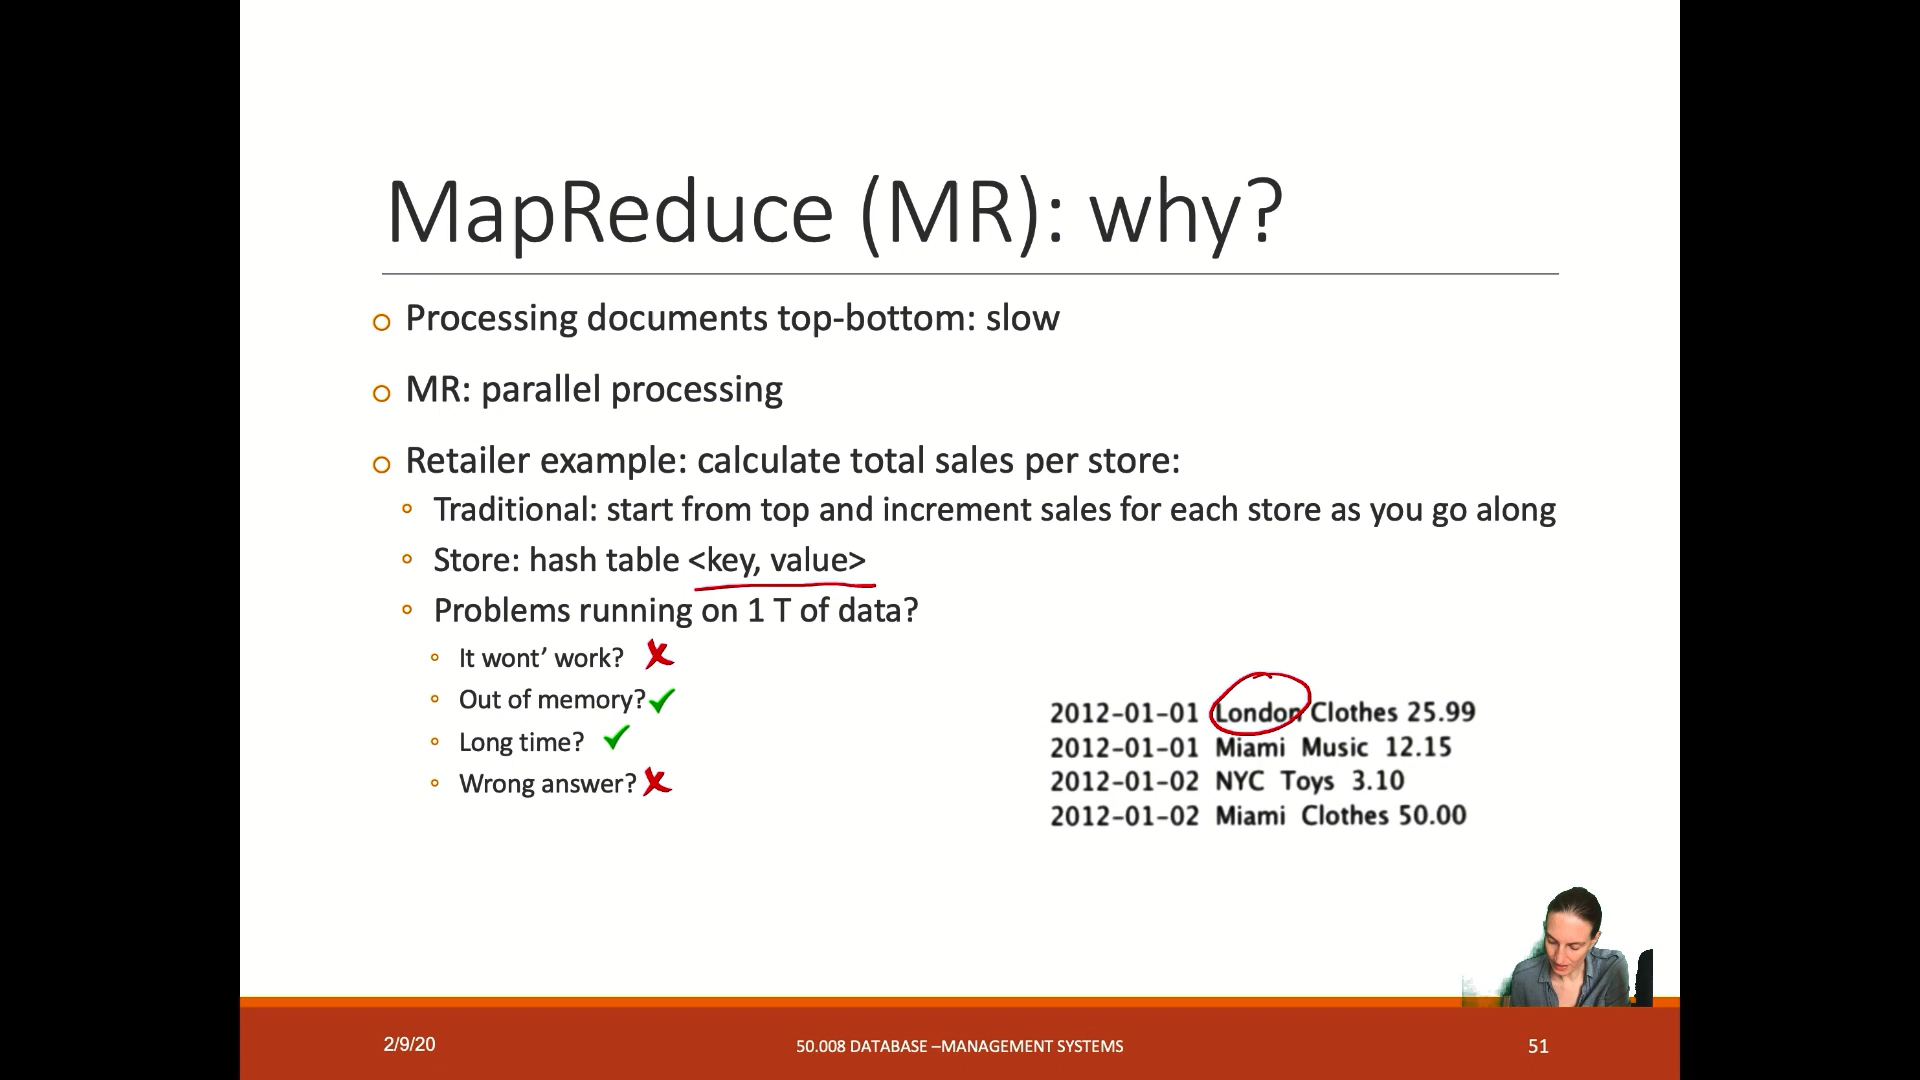 MapReduce (MR): why?
Processing documents top-bottom: slow
MR: parallel processing
Retailer example: calculate total sales per store:
Traditional: start from top and increment sales for each store as you go along
Store: hash table <key, value>
Problems running on 1 T of data?
It wont’ work?
Out of memory?
Long time?
Wrong answer?
2012-01-01 London Clothes 25.99
2012-01-01 Miami Music 12.15
2012-01-02 NYC Toys 3.10
2012-01-02 Miami Clothes 50.00
2/9/20
50.008 DATABASE –MANAGEMENT SYSTEMS
51